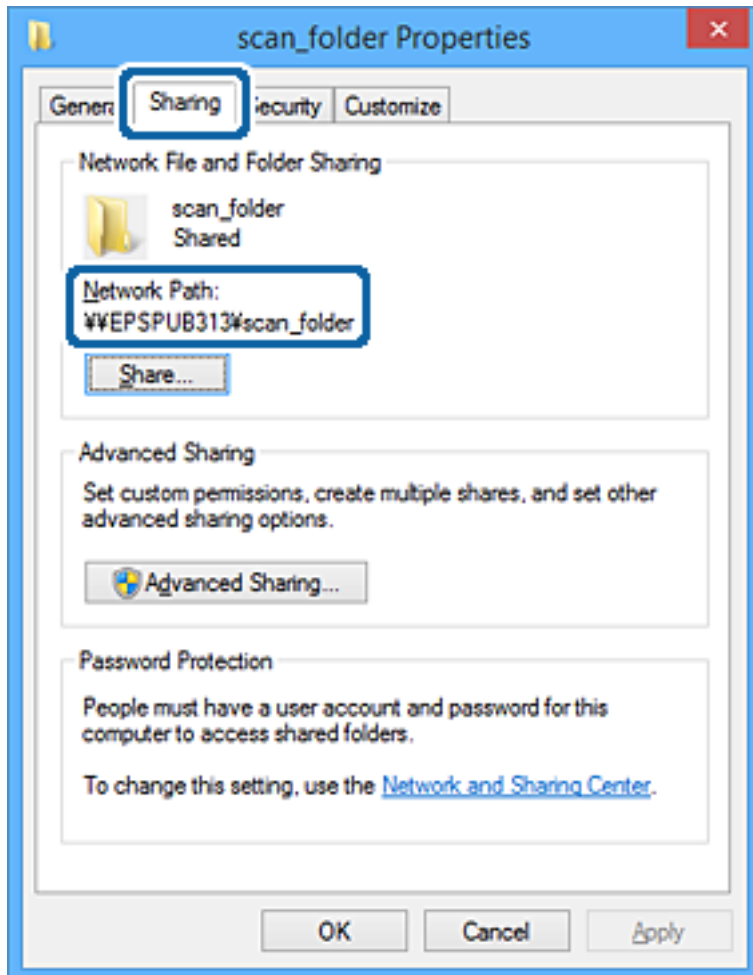 scan_folder Properties
General Sharing Security Customize
Network File and Folder Sharing
scan_folder
Shared
Network Path:
¥¥EPSPUB313¥scan_folder
Share...
Advanced Sharing
Set custom permissions, create multiple shares, and set other
advanced sharing options.
Advanced Sharing...
Password Protection
People must have a user account and password for this
computer to access shared folders.
To change this setting, use the Network and Sharing Center.
OK Cancel Apply